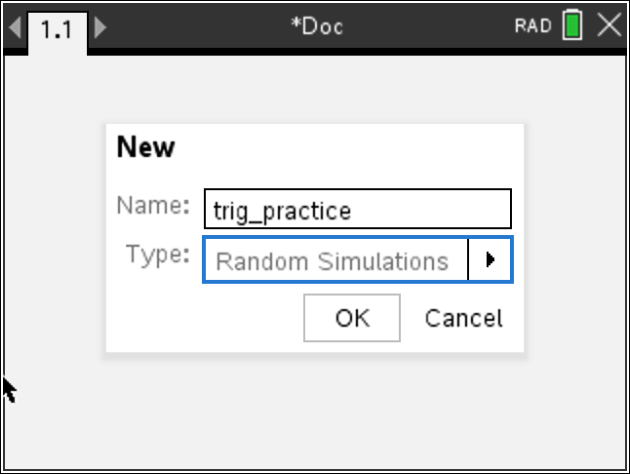 1.1 *Doc RAD
New
Name: trig_practice
Type: Random Simulations
OK Cancel